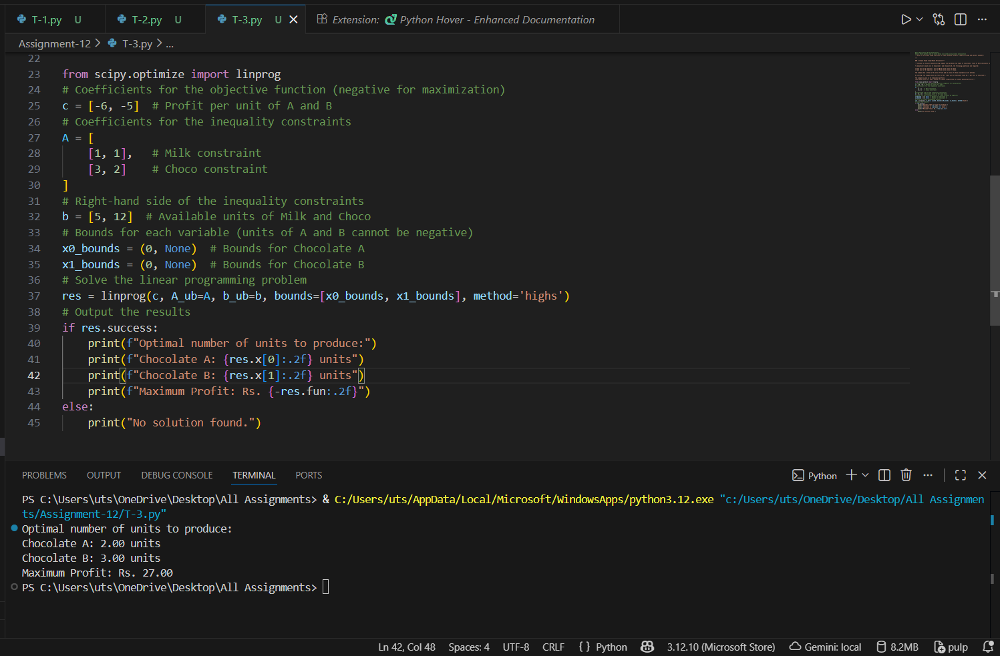 T-1.py U T-2.py U T-3.py U Extension: Python Hover - Enhanced Documentation
Assignment-12 > T-3.py > ...
22
23 from scipy.optimize import linprog
24 # Coefficients for the objective function (negative for maximization)
25 c = [-6, -5]  # Profit per unit of A and B
26 # Coefficients for the inequality constraints
27 A = [
28     [1, 1],   # Milk constraint
29     [3, 2]    # Choco constraint
30 ]
31 # Right-hand side of the inequality constraints
32 b = [5, 12]  # Available units of Milk and Choco
33 # Bounds for each variable (units of A and B cannot be negative)
34 x0_bounds = (0, None)  # Bounds for Chocolate A
35 x1_bounds = (0, None)  # Bounds for Chocolate B
36 # Solve the linear programming problem
37 res = linprog(c, A_ub=A, b_ub=b, bounds=[x0_bounds, x1_bounds], method='highs')
38 # Output the results
39 if res.success:
40     print(f"Optimal number of units to produce:")
41     print(f"Chocolate A: {res.x[0]:.2f} units")
42     print(f"Chocolate B: {res.x[1]:.2f} units")
43     print(f"Maximum Profit: Rs. {-res.fun:.2f}")
44 else:
45     print("No solution found.")
PROBLEMS OUTPUT DEBUG CONSOLE TERMINAL PORTS Python
PS C:\Users\uts\OneDrive\Desktop\All Assignments> & C:/Users/uts/AppData/Local/Microsoft/WindowsApps/python3.12.exe "c:/Users/uts/OneDrive/Desktop/All Assignmen
ts/Assignment-12/T-3.py"
Optimal number of units to produce:
Chocolate A: 2.00 units
Chocolate B: 3.00 units
Maximum Profit: Rs. 27.00
PS C:\Users\uts\OneDrive\Desktop\All Assignments>
Ln 42, Col 48 Spaces: 4 UTF-8 CRLF {} Python 3.12.10 (Microsoft Store) Gemini: local 8.2MB pulp